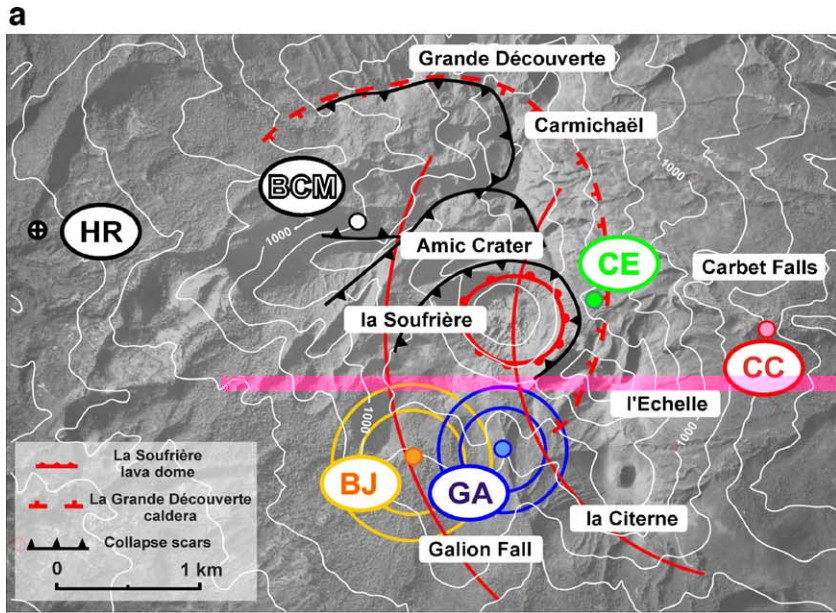 a
Grande Découverte
Carmichaël
BCM
1000
1000
HR
Amic Crater
CE
Carbet Falls
la Soufrière
CC
l'Echelle
1000
1000
BJ
GA
la Citerne
Galion Fall
La Soufrière
lava dome
La Grande Découverte
caldera
Collapse scars
0
1 km